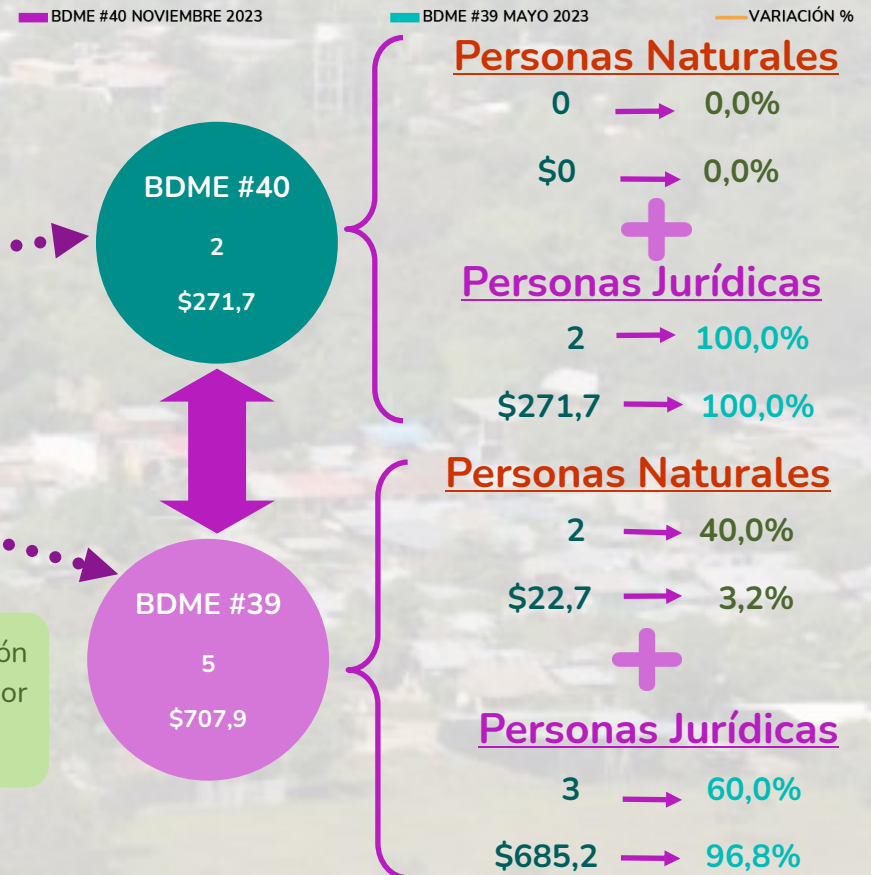 BDME #40 NOVIEMBRE 2023
BDME #39 MAYO 2023
VARIACIÓN %
BDME #40
2
$271,7
Personas Naturales
0 0,0%
$0 0,0%
Personas Jurídicas
2 100,0%
$271,7 100,0%
BDME #39
5
$707,9
Personas Naturales
2 40,0%
$22,7 3,2%
Personas Jurídicas
3 60,0%
$685,2 96,8%
ón
or